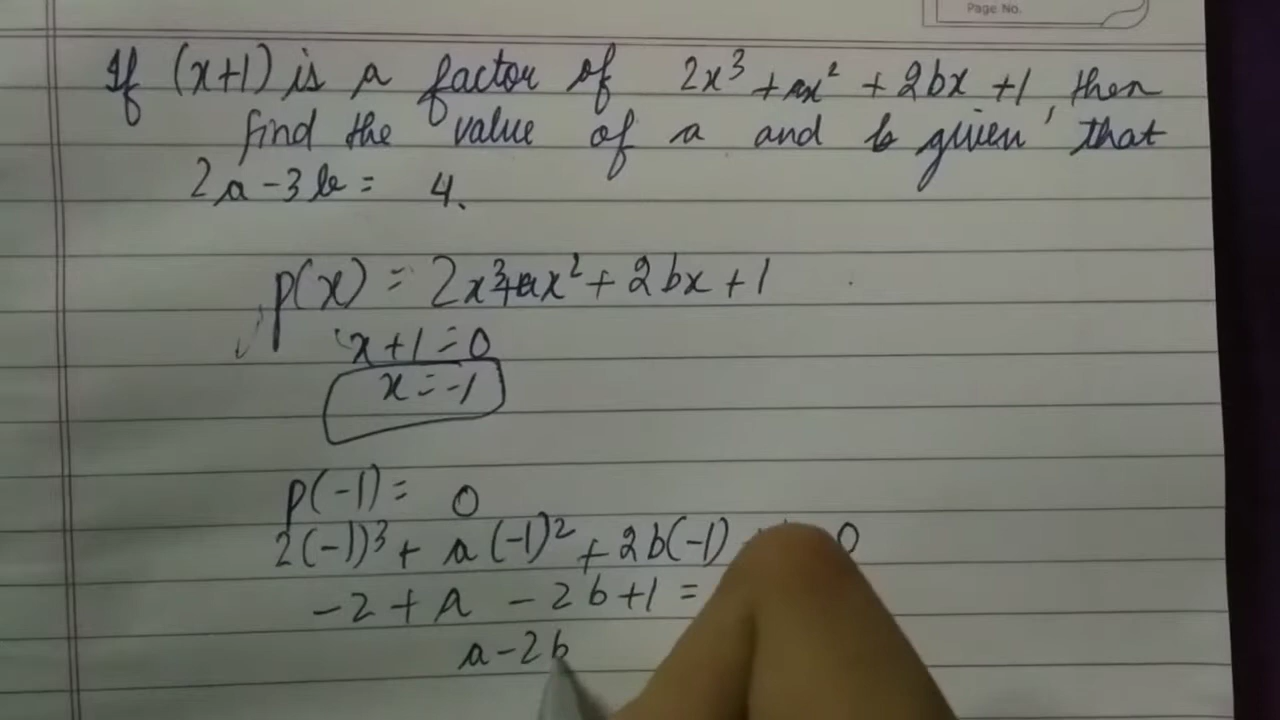 Page No.
If (x+1) is a factor of 2x³ + ax² + 2bx + 1, then
find the value of a and b given that
2a - 3b = 4.
p(x) = 2x³+ax² + 2bx + 1
x + 1 = 0
x = -1
p(-1) = 0
2(-1)³ + a(-1)² + 2b(-1) 0
-2 + a - 2b + 1 =
a - 2b